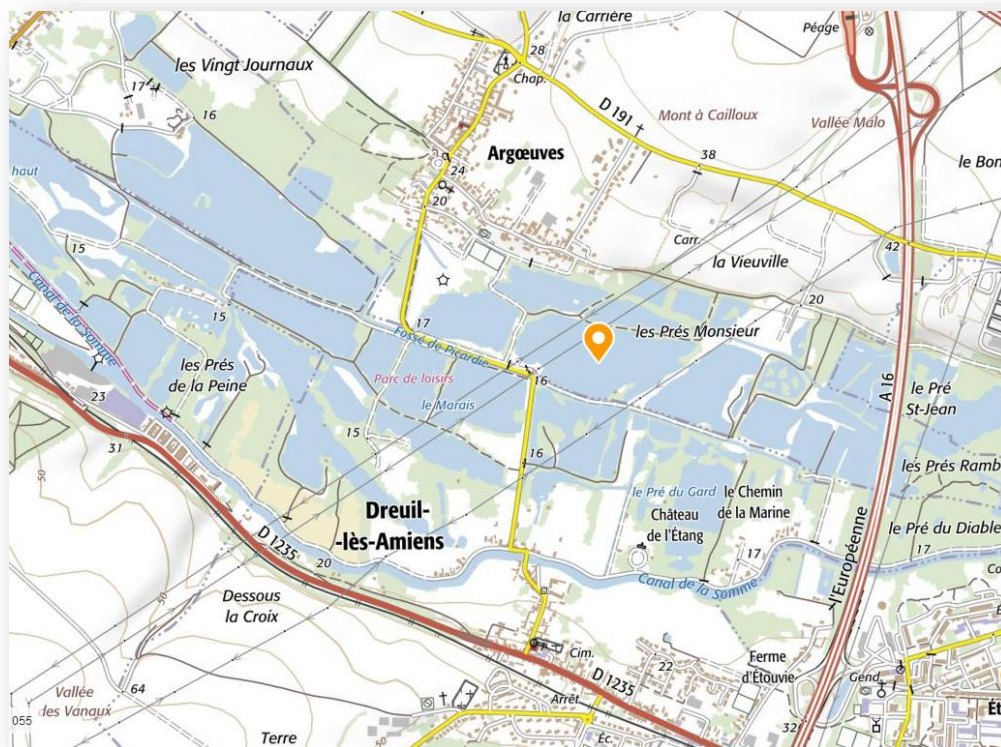 la Carrière
Péage
28
les Vingt Journaux
Chap.
17
16
D 191
Mont à Cailloux
Vallée Malo
Argœuves
38
le Bon
24
haut
20
15
Carr.
42
la Vieuville
20
Canal de la Somme
15
17
Fossé de Picardie
les Prés Monsieur
les Prés
de la Peine
Parc de loisirs
16
A 16
le Pré
St-Jean
23
le Marais
15
31
16
les Prés Ramb
50
le Pré du Gard
le Chemin
de la Marine
Château
de l'Étang
Dreuil-
-lès-Amiens
le Pré du Diable
D 1235
20
17
17
Canal de la Somme
l'Européenne
50
Dessous
la Croix
Cim.
22
Ferme
d'Étouvie
D 1235
Gend.
64
Vallée
des Vanaux
Arrêt
Ét
055
Terre
Éc.
32